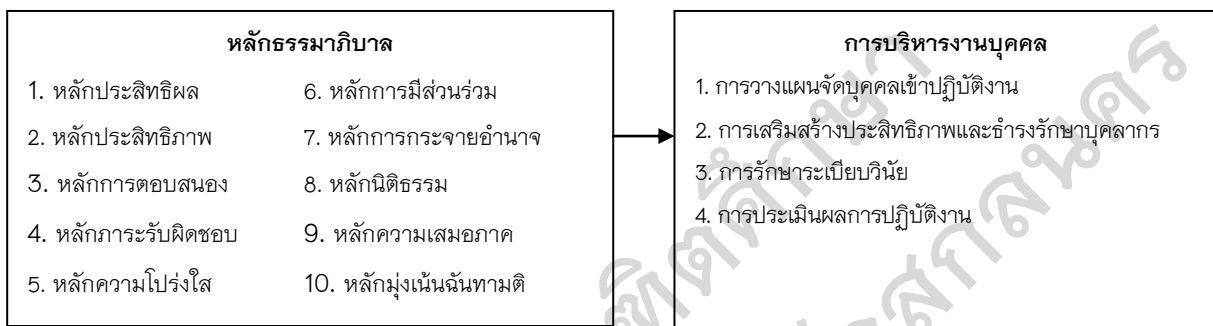 หลักธรรมาภิบาล
1. หลักประสิทธิผล
2. หลักประสิทธิภาพ
3. หลักการตอบสนอง
4. หลักภาระรับผิดชอบ
5. หลักความโปร่งใส
6. หลักการมีส่วนร่วม
7. หลักการกระจายอำนาจ
8. หลักนิติธรรม
9. หลักความเสมอภาค
10. หลักมุ่งเน้นฉันทามติ
การบริหารงานบุคคล
1. การวางแผนจัดบุคคลเข้าปฏิบัติงาน
2. การเสริมสร้างประสิทธิภาพและธำรงรักษาบุคลากร
3. การรักษาระเบียบวินัย
4. การประเมินผลการปฏิบัติงาน